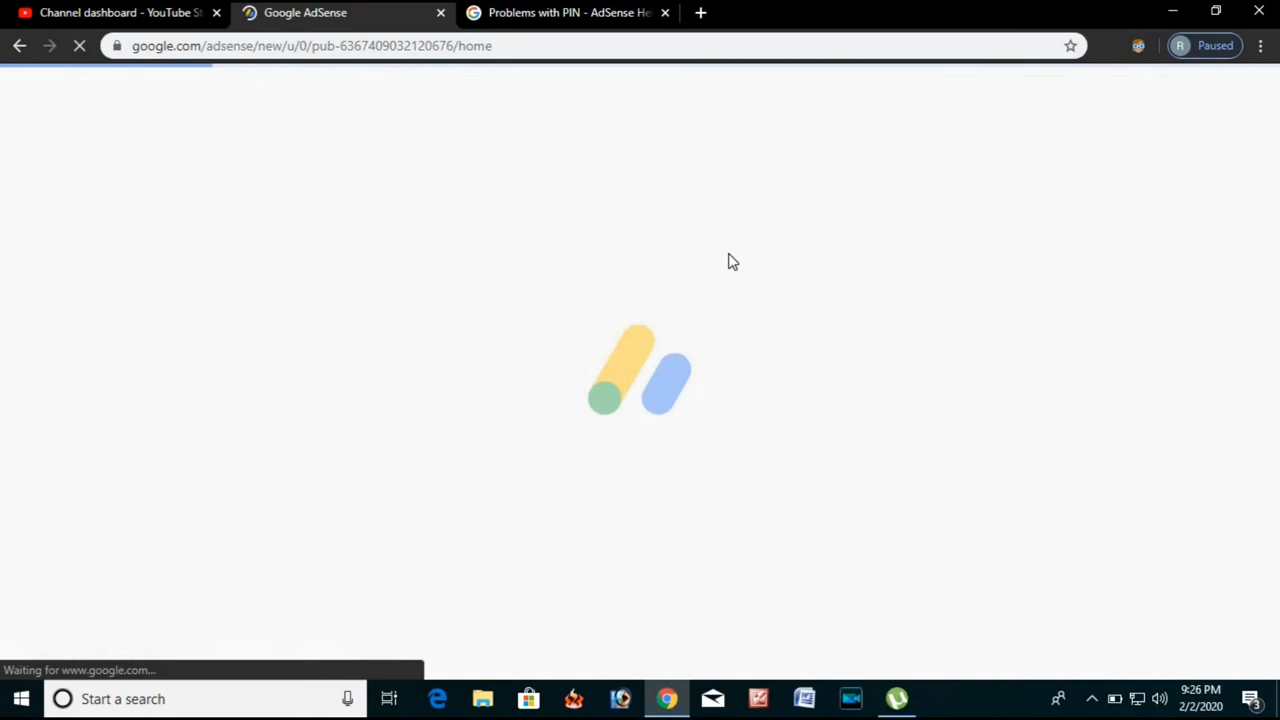 Channel dashboard - YouTube St
Google AdSense
Problems with PIN - AdSense He
google.com/adsense/new/u/0/pub-6367409032120676/home
R Paused
Waiting for www.google.com...
Start a search
9:26 PM
2/2/2020
3